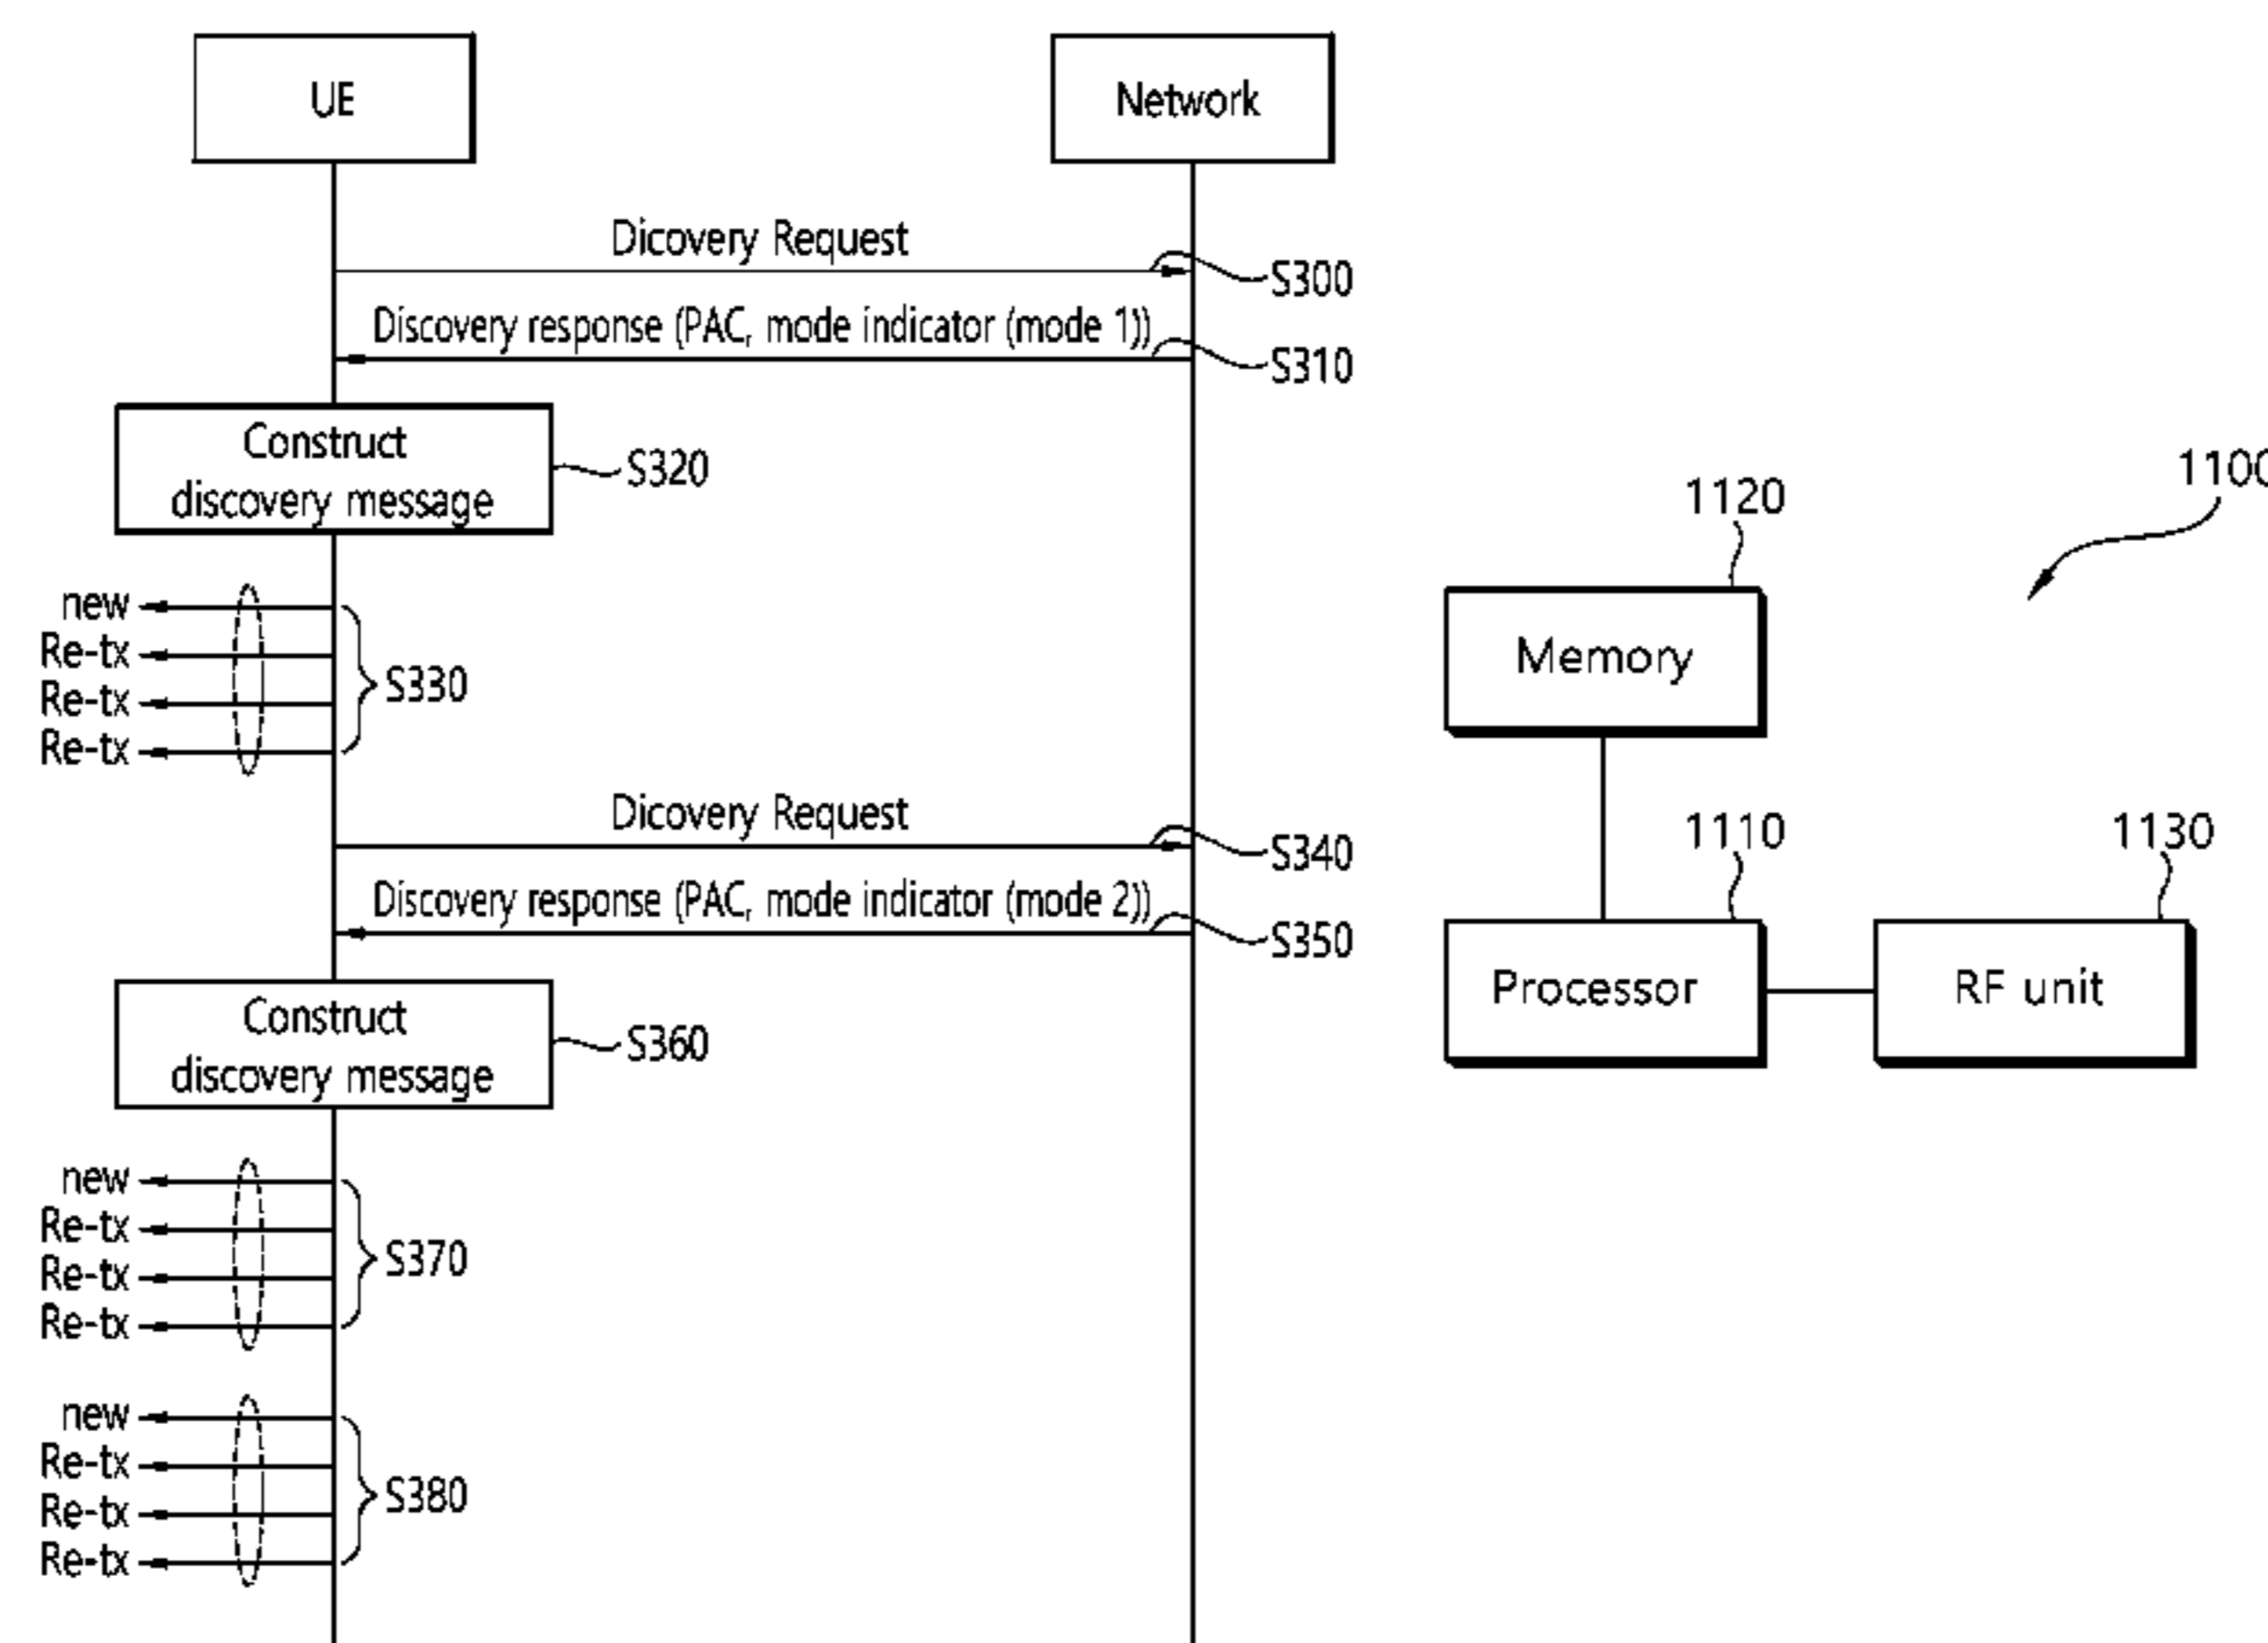 UE
Network
Dicovery Request
S300
Discovery response (PAC, mode indicator (mode 1))
S310
Construct
discovery message
S320
new
Re-tx
Re-tx
Re-tx
S330
Dicovery Request
S340
Discovery response (PAC, mode indicator (mode 2))
S350
Construct
discovery message
S360
new
Re-tx
Re-tx
Re-tx
S370
new
Re-tx
Re-tx
Re-tx
S380
1100
1120
Memory
1110
Processor
1130
RF unit